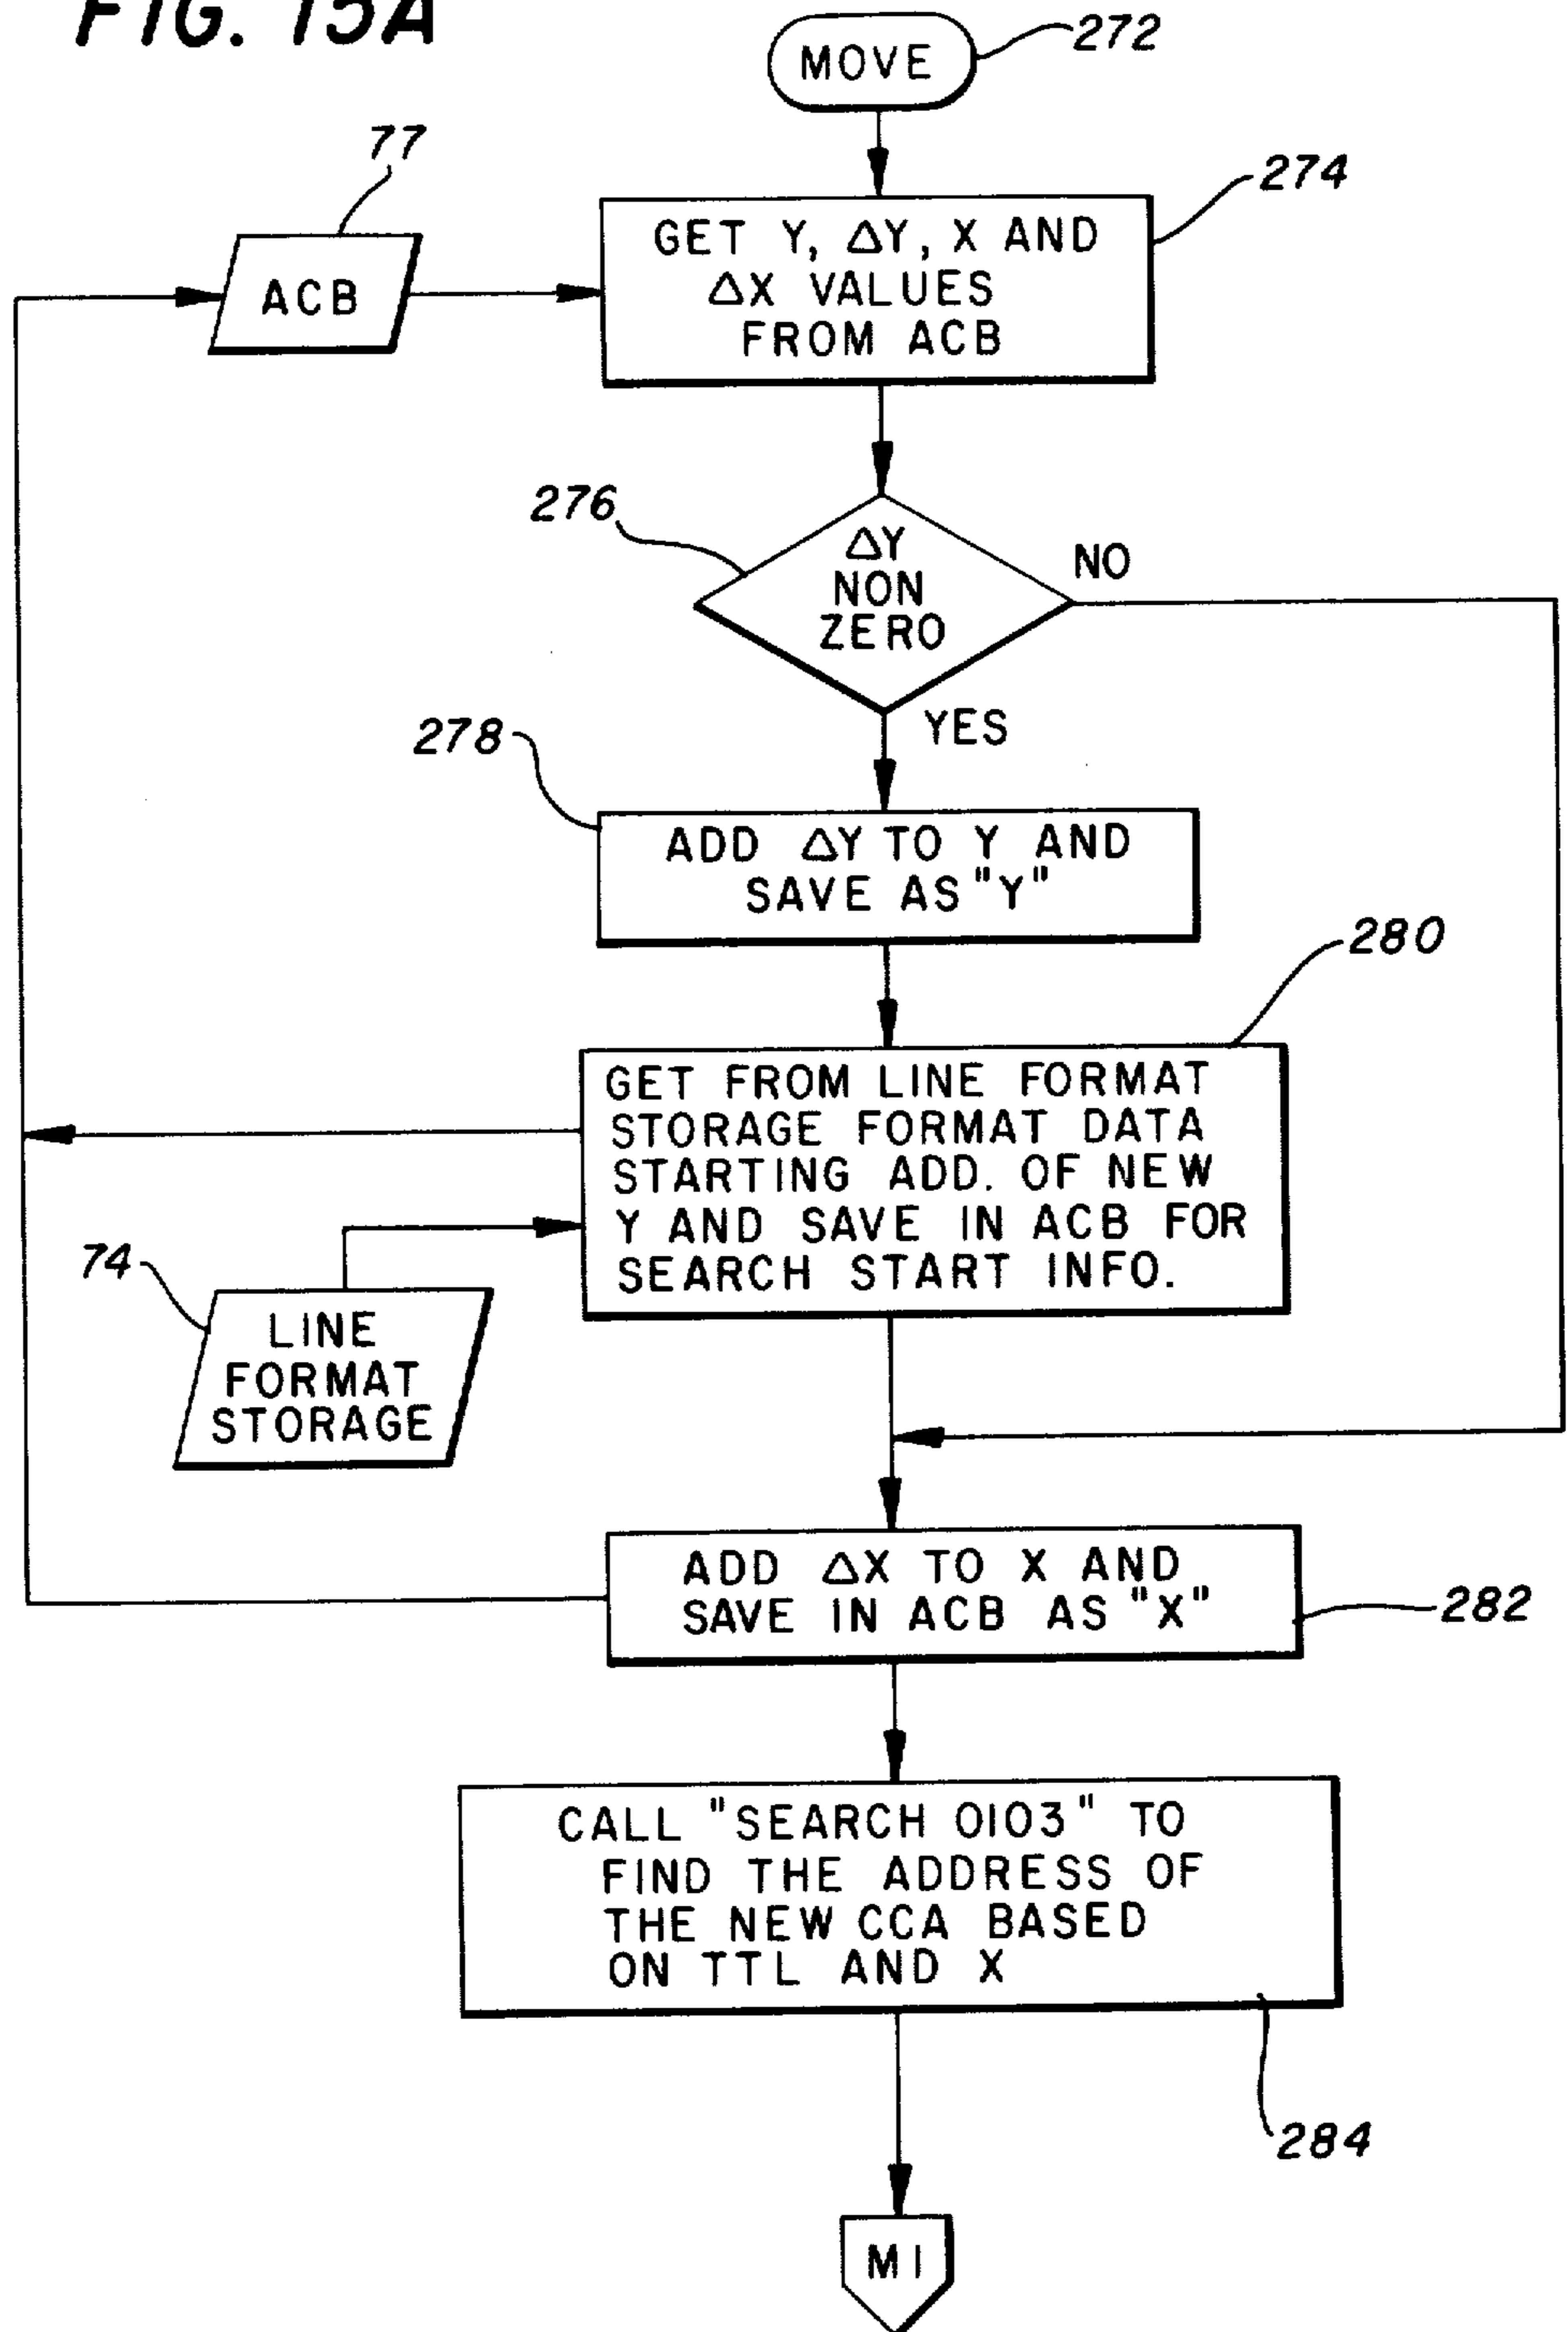 FIG. 15A
MOVE
272
77
274
ACB
GET Y, ΔY, X AND
ΔX VALUES
FROM ACB
276
ΔY
NON
ZERO
NO
YES
278
ADD ΔY TO Y AND
SAVE AS "Y"
280
GET FROM LINE FORMAT
STORAGE FORMAT DATA
STARTING ADD. OF NEW
Y AND SAVE IN ACB FOR
SEARCH START INFO.
74
LINE
FORMAT
STORAGE
ADD ΔX TO X AND
SAVE IN ACB AS "X"
282
CALL "SEARCH 0103" TO
FIND THE ADDRESS OF
THE NEW CCA BASED
ON TTL AND X
284
M1